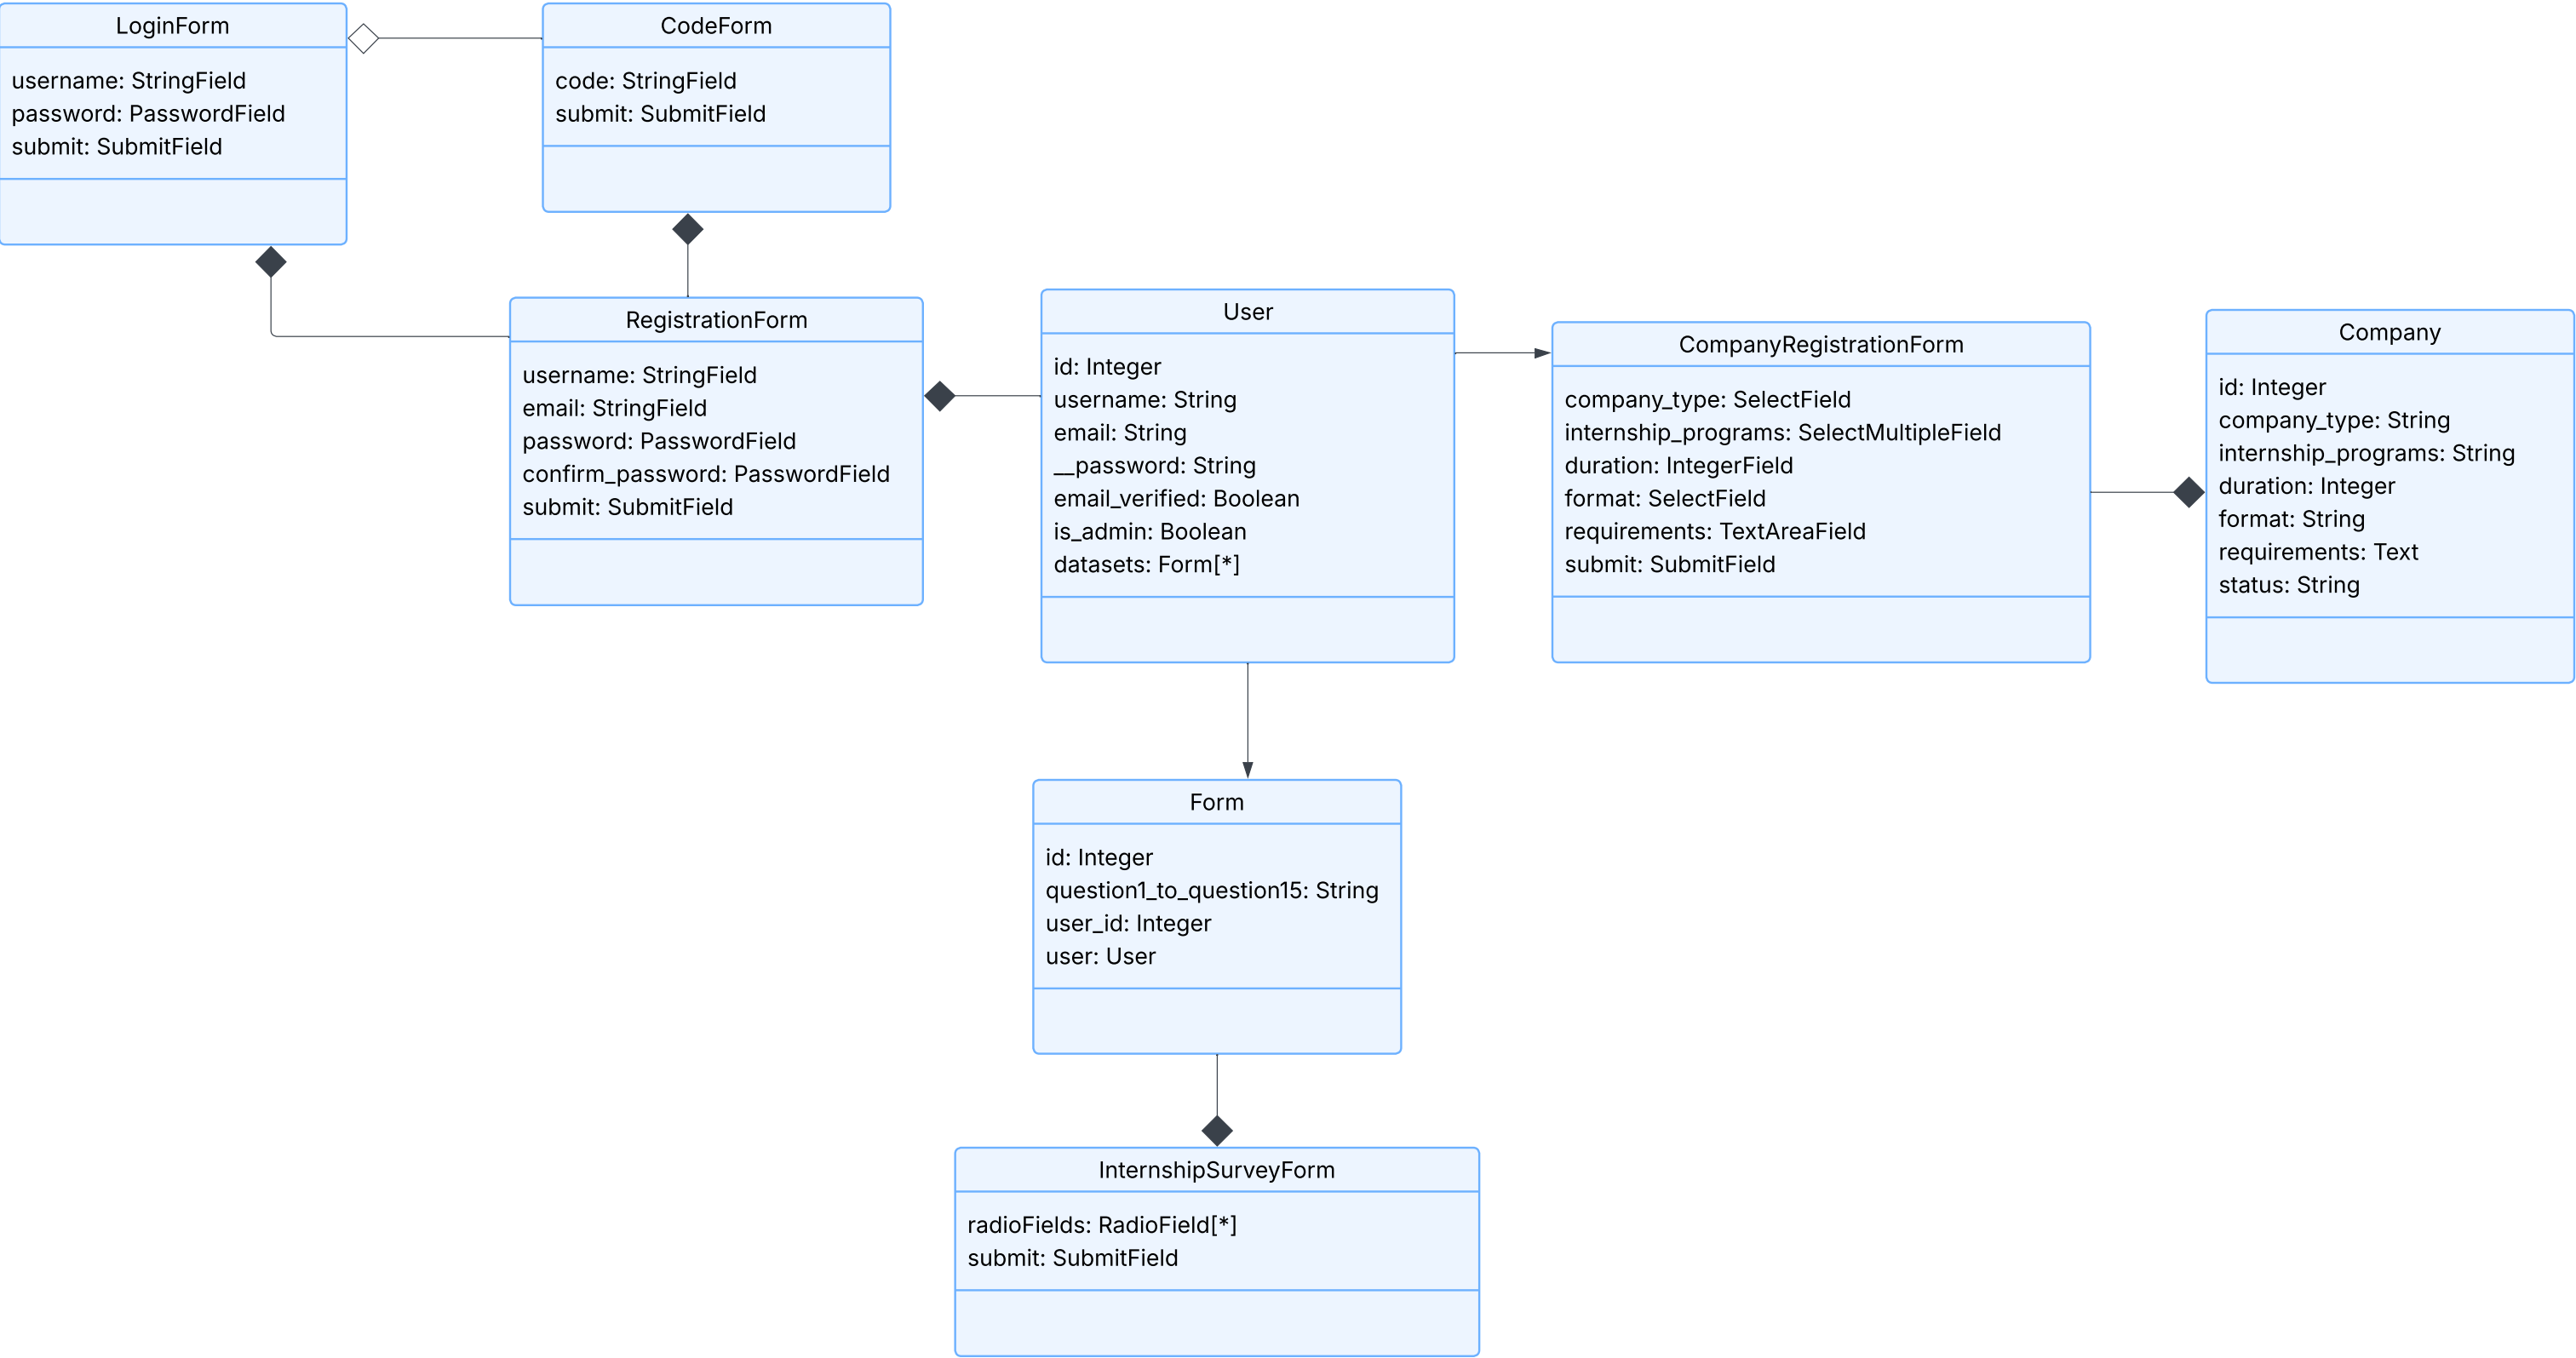 LoginForm
username: StringField
password: PasswordField
submit: SubmitField
CodeForm
code: StringField
submit: SubmitField
RegistrationForm
username: StringField
email: StringField
password: PasswordField
confirm_password: PasswordField
submit: SubmitField
User
id: Integer
username: String
email: String
__password: String
email_verified: Boolean
is_admin: Boolean
datasets: Form[*]
CompanyRegistrationForm
company_type: SelectField
internship_programs: SelectMultipleField
duration: IntegerField
format: SelectField
requirements: TextAreaField
submit: SubmitField
Company
id: Integer
company_type: String
internship_programs: String
duration: Integer
format: String
requirements: Text
status: String
Form
id: Integer
question1_to_question15: String
user_id: Integer
user: User
InternshipSurveyForm
radioFields: RadioField[*]
submit: SubmitField